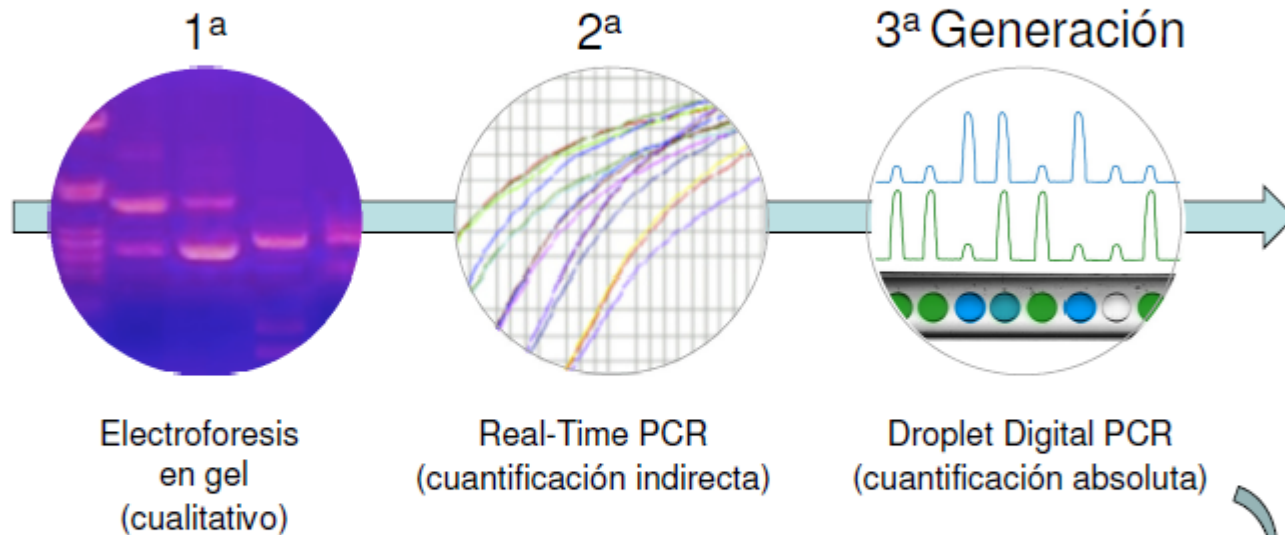 1ª
2ª
3ª Generación
Electroforesis
en gel
(cualitativo)
Real-Time PCR
(cuantificación indirecta)
Droplet Digital PCR
(cuantificación absoluta)